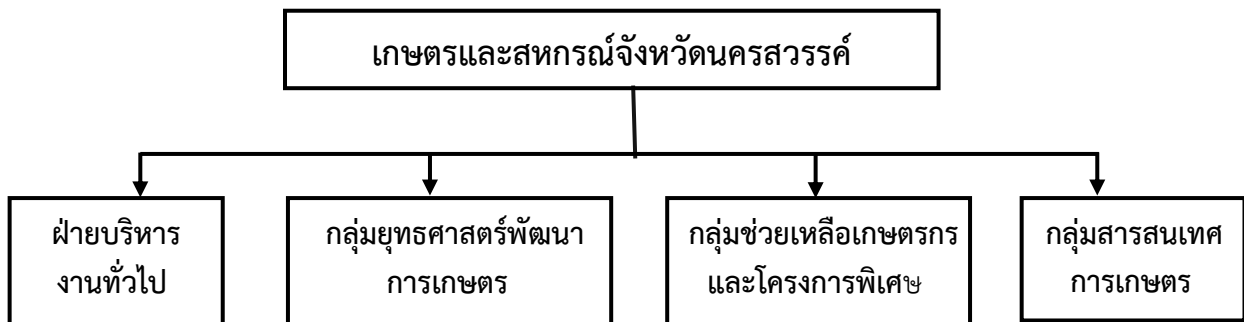 เกษตรและสหกรณ์จังหวัดนครสวรรค์
ฝ่ายบริหาร
งานทั่วไป
กลุ่มยุทธศาสตร์พัฒนา
การเกษตร
กลุ่มช่วยเหลือเกษตรกร
และโครงการพิเศษ
กลุ่มสารสนเทศ
การเกษตร